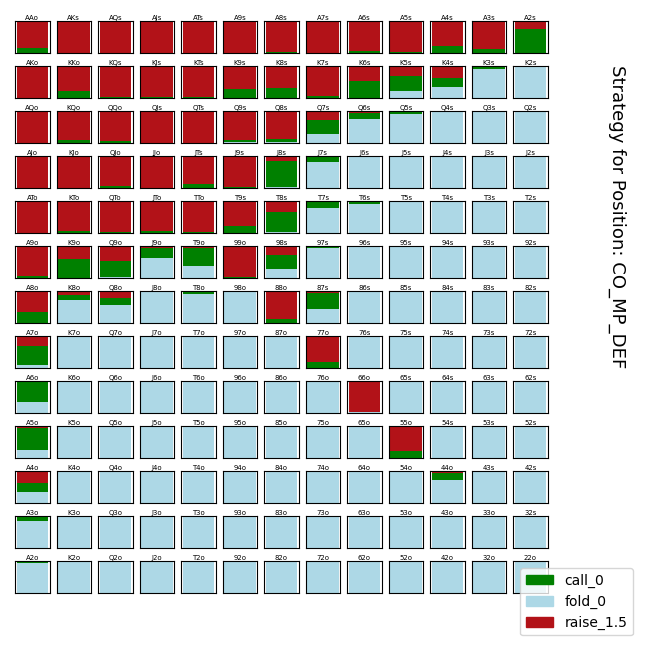 AAo AKs AQs AJs ATs A9s A8s A7s A6s A5s A4s A3s A2s
AKo KKo KQs KJs KTs K9s K8s K7s K6s K5s K4s K3s K2s
AQo KQo QQo QJs QTs Q9s Q8s Q7s Q6s Q5s Q4s Q3s Q2s
AJo KJo QJo JJo JTs J9s J8s J7s J6s J5s J4s J3s J2s
ATo KTo QTo JTo TTo T9s T8s T7s T6s T5s T4s T3s T2s
A9o K9o Q9o J9o T9o 99o 98s 97s 96s 95s 94s 93s 92s
A8o K8o Q8o J8o T8o 98o 88o 87s 86s 85s 84s 83s 82s
A7o K7o Q7o J7o T7o 97o 87o 77o 76s 75s 74s 73s 72s
A6o K6o Q6o J6o T6o 96o 86o 76o 66o 65s 64s 63s 62s
A5o K5o Q5o J5o T5o 95o 85o 75o 65o 55o 54s 53s 52s
A4o K4o Q4o J4o T4o 94o 84o 74o 64o 54o 44o 43s 42s
A3o K3o Q3o J3o T3o 93o 83o 73o 63o 53o 43o 33o 32s
A2o K2o Q2o J2o T2o 92o 82o 72o 62o 52o 42o 32o 22o
Strategy for Position: CO_MP_DEF
call_0
fold_0
raise_1.5